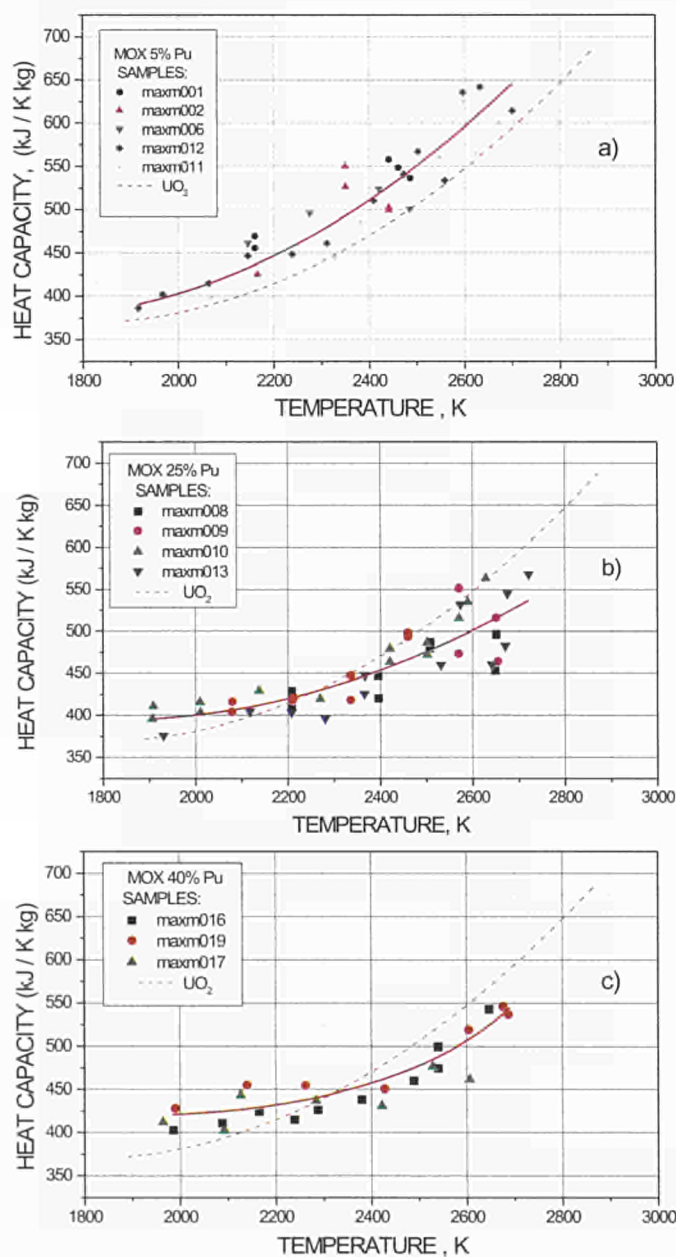 700
650
600
550
500
450
400
350
HEAT CAPACITY, (kJ / K kg)
MOX 5% Pu
SAMPLES:
maxm001
maxm002
maxm006
maxm012
maxm011
UO₂
a)
1800 2000 2200 2400 2600 2800 3000
TEMPERATURE , K
700
650
600
550
500
450
400
350
HEAT CAPACITY (kJ / K kg)
MOX 25% Pu
SAMPLES:
maxm008
maxm009
maxm010
maxm013
UO₂
b)
1800 2000 2200 2400 2600 2800 3000
TEMPERATURE, K
700
650
600
550
500
450
400
350
HEAT CAPACITY (kJ / K kg)
MOX 40% Pu
SAMPLES:
maxm016
maxm019
maxm017
UO₂
c)
1800 2000 2200 2400 2600 2800 3000
TEMPERATURE, K